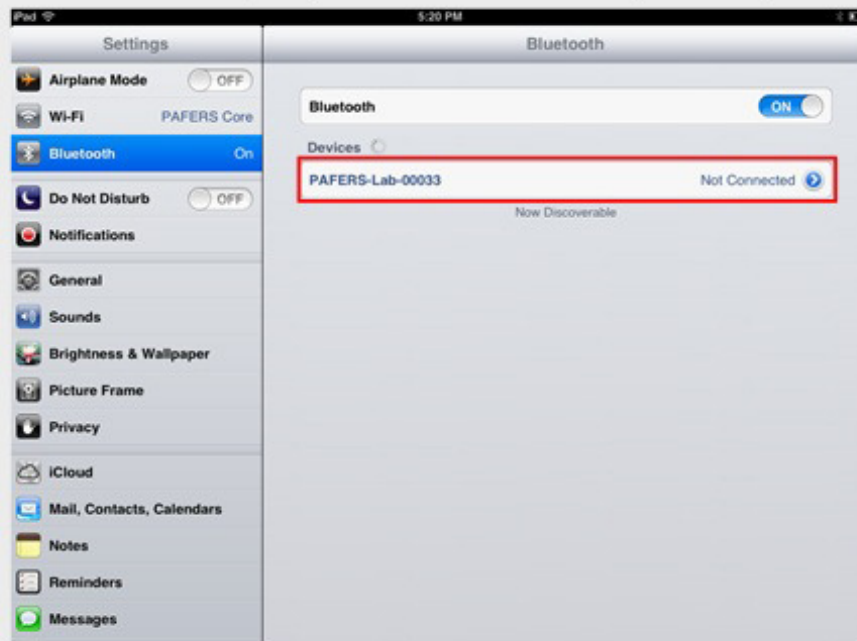 iPad 5:20 PM
Settings
Airplane Mode OFF
Wi-Fi PAFERS Core
Bluetooth On
Do Not Disturb OFF
Notifications
General
Sounds
Brightness & Wallpaper
Picture Frame
Privacy
iCloud
Mail, Contacts, Calendars
Notes
Reminders
Messages
Bluetooth
Bluetooth ON
Devices
PAFERS-Lab-00033 Not Connected
Now Discoverable